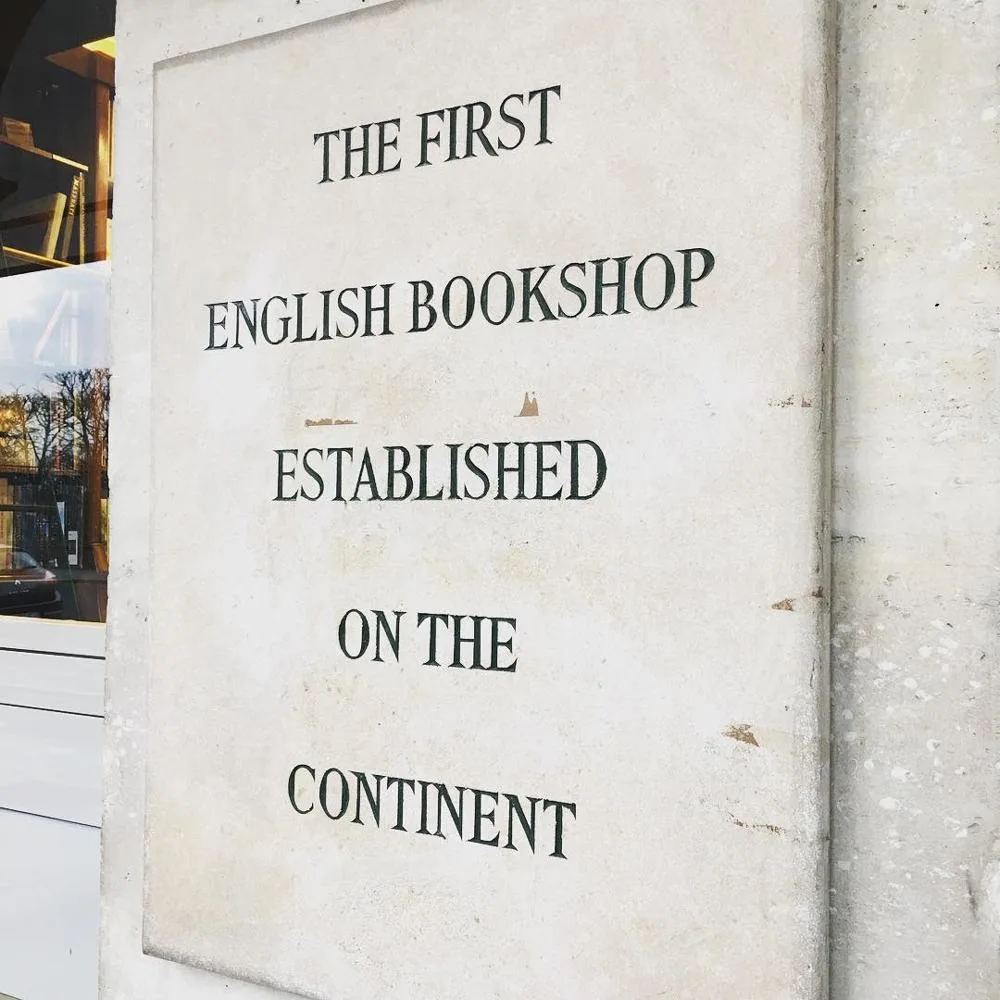 THE FIRST
ENGLISH BOOKSHOP
ESTABLISHED
ON THE
CONTINENT